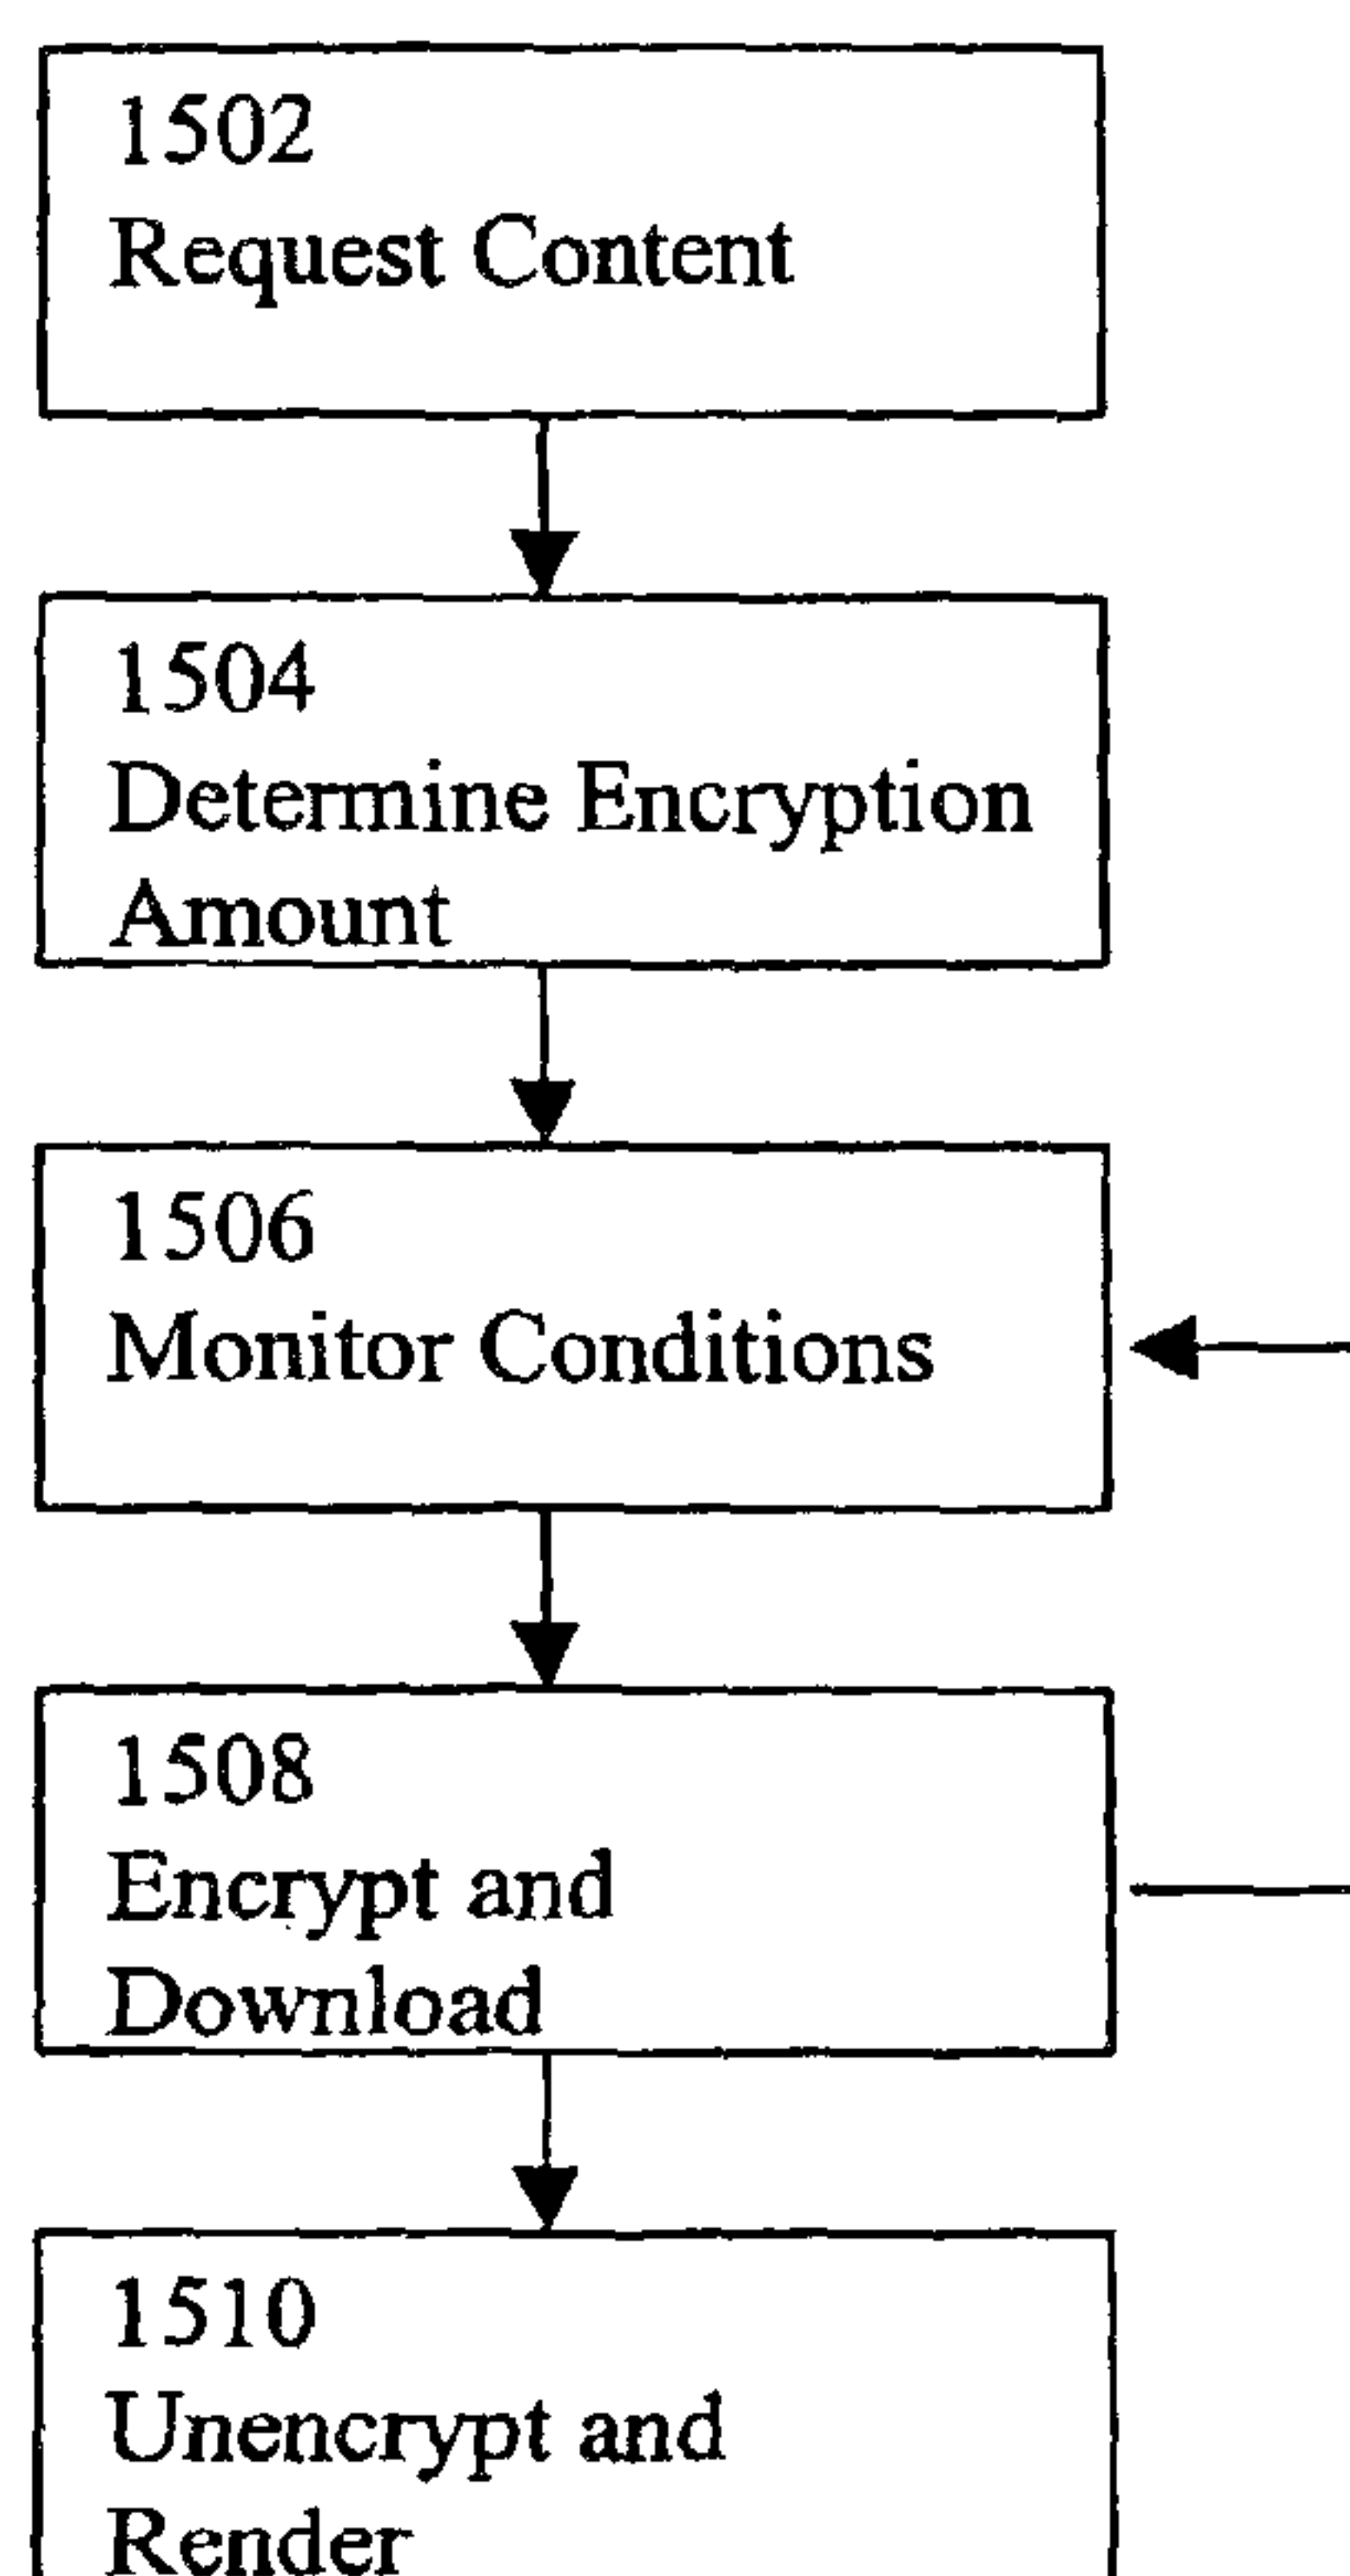 1502
Request Content
1504
Determine Encryption
Amount
1506
Monitor Conditions
1508
Encrypt and
Download
1510
Unencrypt and
Render